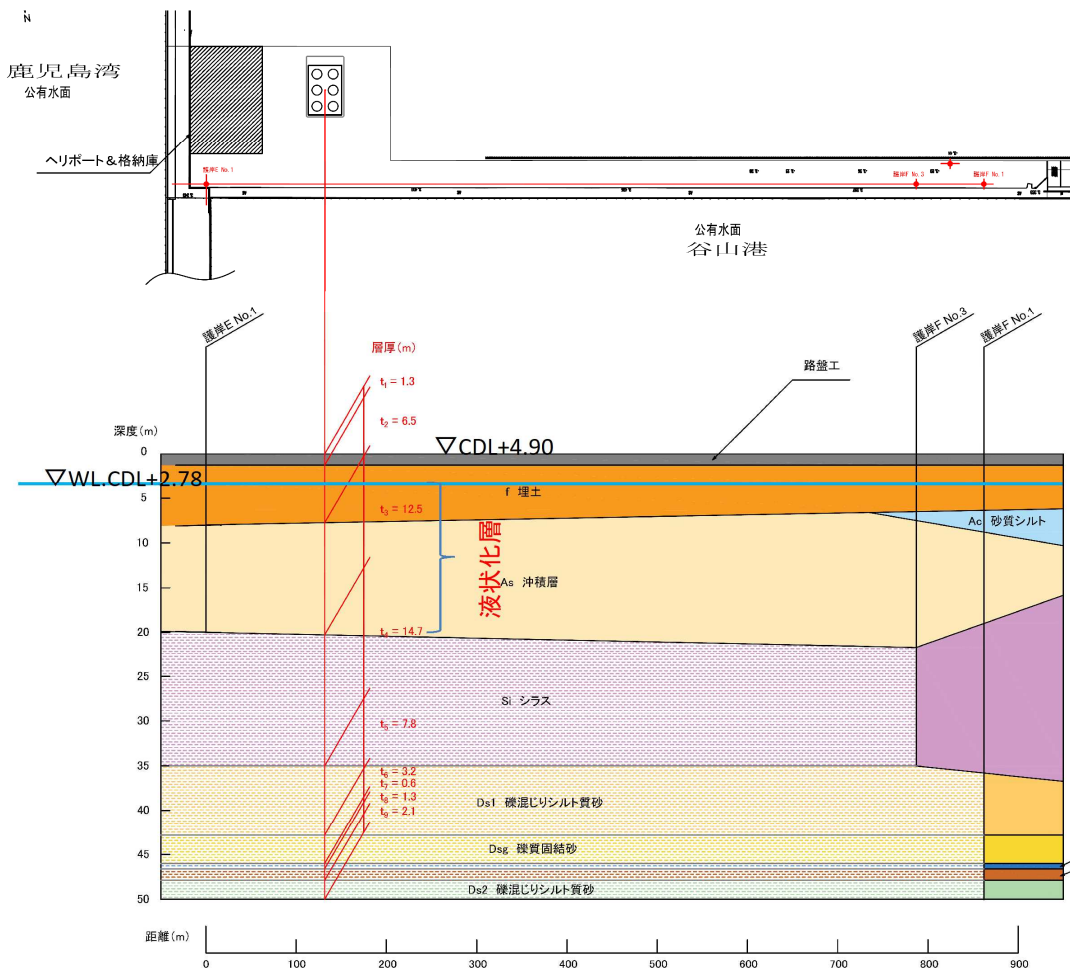 N
鹿児島湾
公有水面
ヘリポート&格納庫
護岸E No.1
護岸F No.3
護岸F No.1
公有水面
谷山港
護岸E No.1
護岸F No.3
護岸F No.1
層厚(m)
t1 = 1.3
路盤工
t2 = 6.5
深度(m)
▽CDL+4.90
0
▽WL.CDL+2.78
f 埋土
5
t3 = 12.5
Ac 砂質シルト
10
液状化層
As 沖積層
15
20
t4 = 14.7
25
Si シラス
30
t5 = 7.8
35
t6 = 3.2
t7 = 0.6
t8 = 1.3
Ds1 礫混じりシルト質砂
40
t9 = 2.1
Dsg 礫質固結砂
45
Ds2 礫混じりシルト質砂
50
距離(m)
0 100 200 300 400 500 600 700 800 900